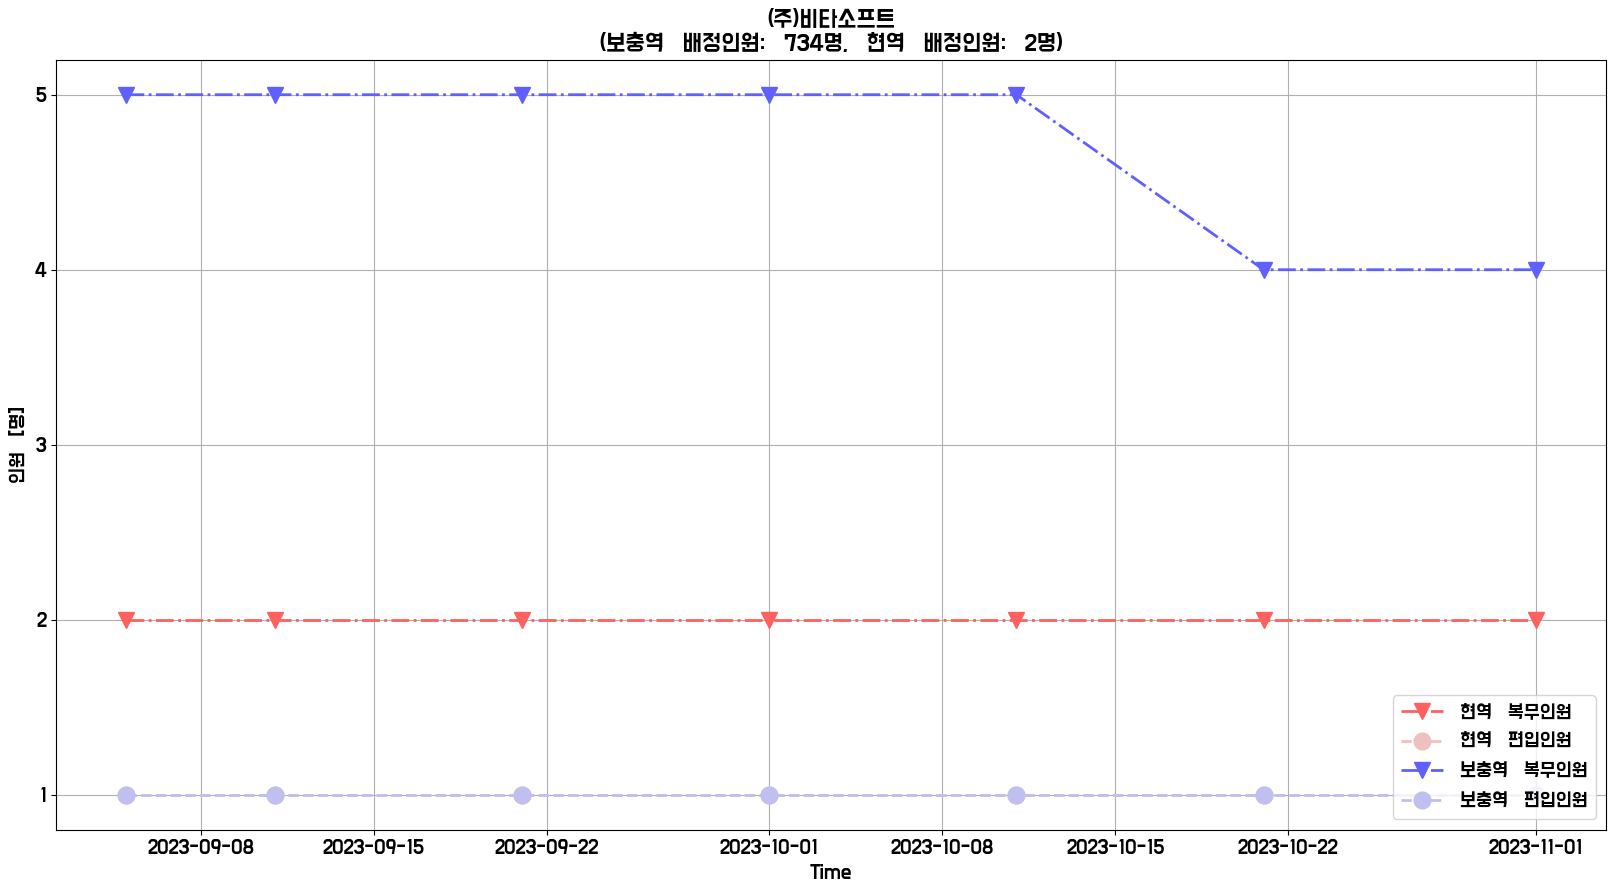 (주)비타소프트
(보충역 배정인원: 734명, 현역 배정인원: 2명)
인원 [명]
5
4
3
2
1
현역 복무인원
현역 편입인원
보충역 복무인원
보충역 편입인원
2023-09-08 2023-09-15 2023-09-22 2023-10-01 2023-10-08 2023-10-15 2023-10-22 2023-11-01
Time